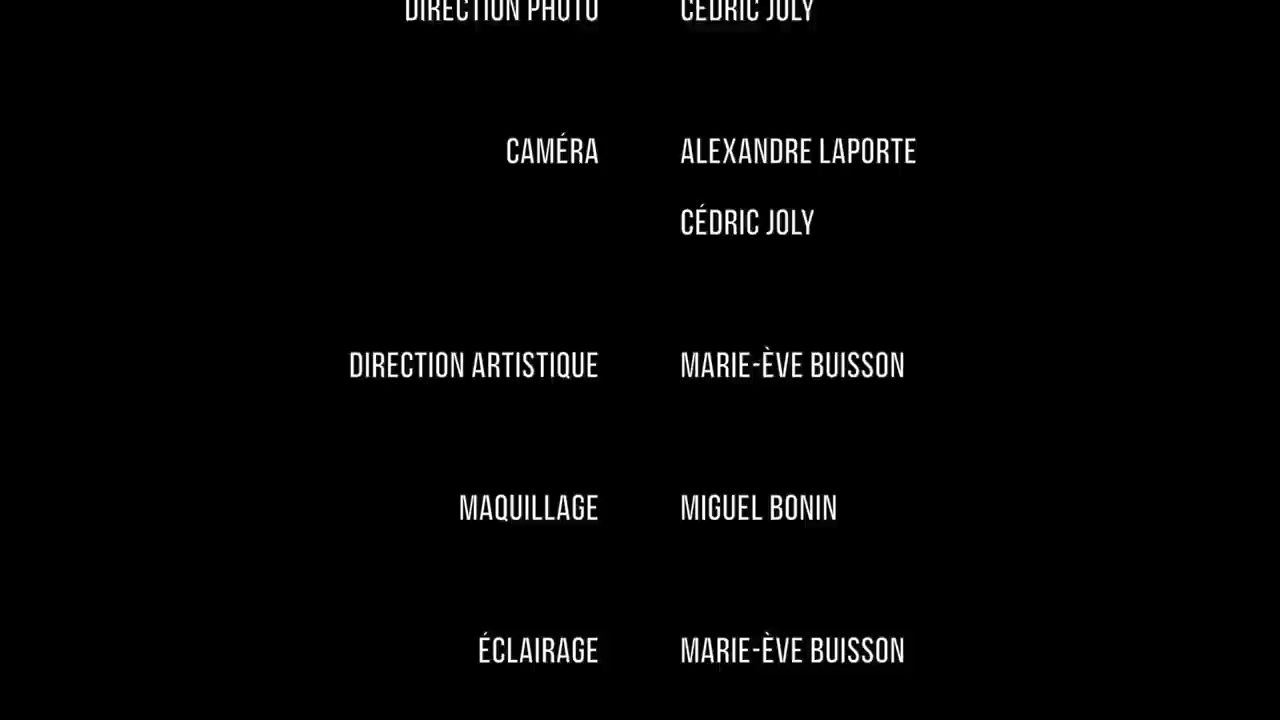 DIRECTION PHOTO CÉDRIC JOLY
CAMÉRA ALEXANDRE LAPORTE
CÉDRIC JOLY
DIRECTION ARTISTIQUE MARIE-ÈVE BUISSON
MAQUILLAGE MIGUEL BONIN
ÉCLAIRAGE MARIE-ÈVE BUISSON